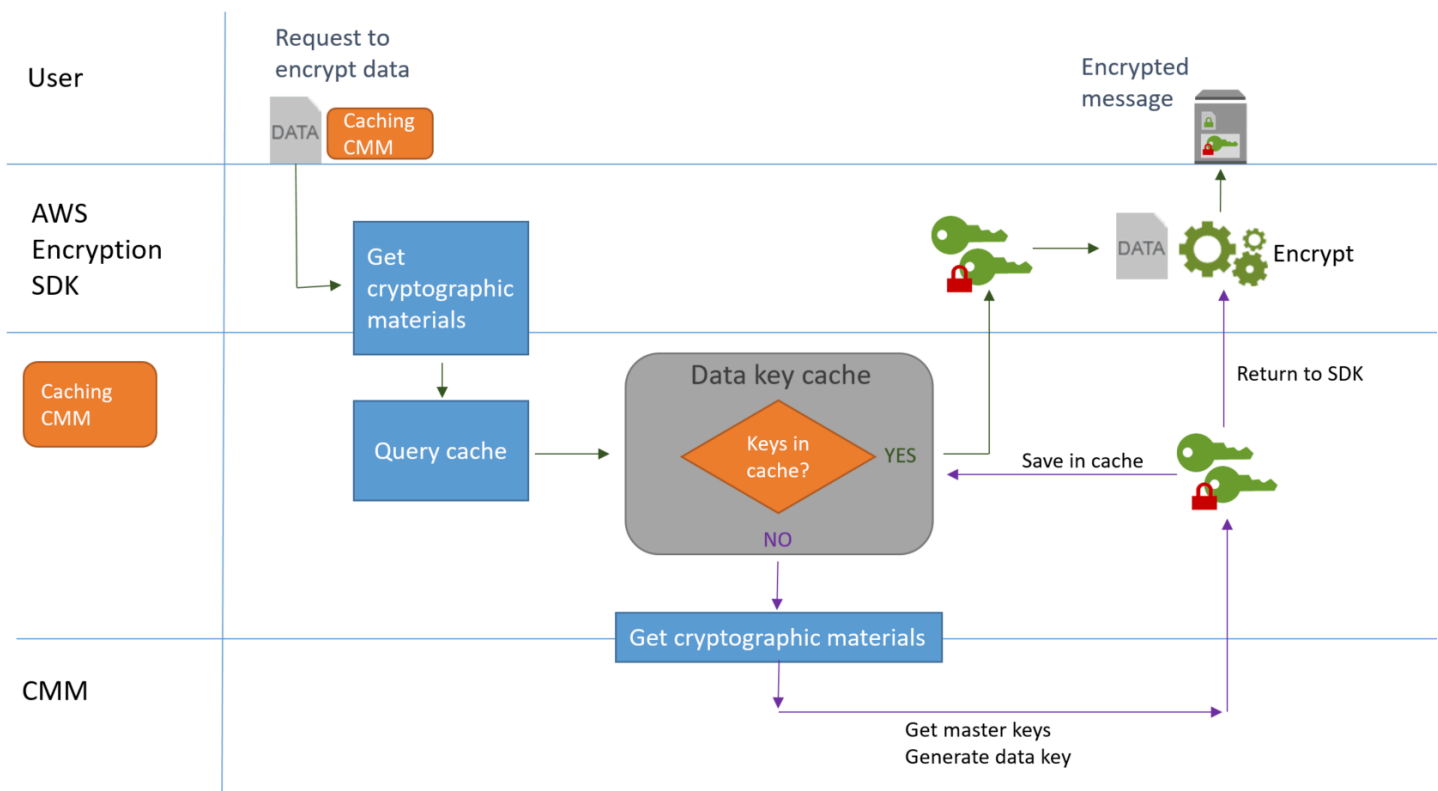 User
Request to
encrypt data
DATA
Caching
CMM
Encrypted
message
AWS
Encryption
SDK
Get
cryptographic
materials
DATA
Encrypt
Caching
CMM
Query cache
Data key cache
Keys in
cache?
YES
NO
Save in cache
Return to SDK
Get cryptographic materials
CMM
Get master keys
Generate data key